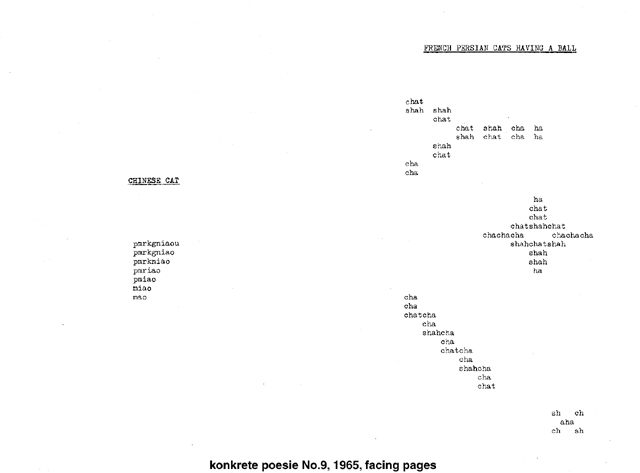 CHINESE CAT
parkgniaou
parkgniao
parkniao
pariao
paiao
miao
mao
FRENCH PERSIAN CATS HAVING A BALL
chat
shah shah
chat
chat shah cha ha
shah chat cha ha
shah
chat
cha
cha
ha
chat
chat
chatshahchat
chachacha chachacha
shahchatshah
shah
shah
ha
cha
cha
chatcha
cha
shahcha
cha
chatcha
cha
shahcha
cha
chat
sh ch
aha
ch sh
konkrete poesie No.9, 1965, facing pages